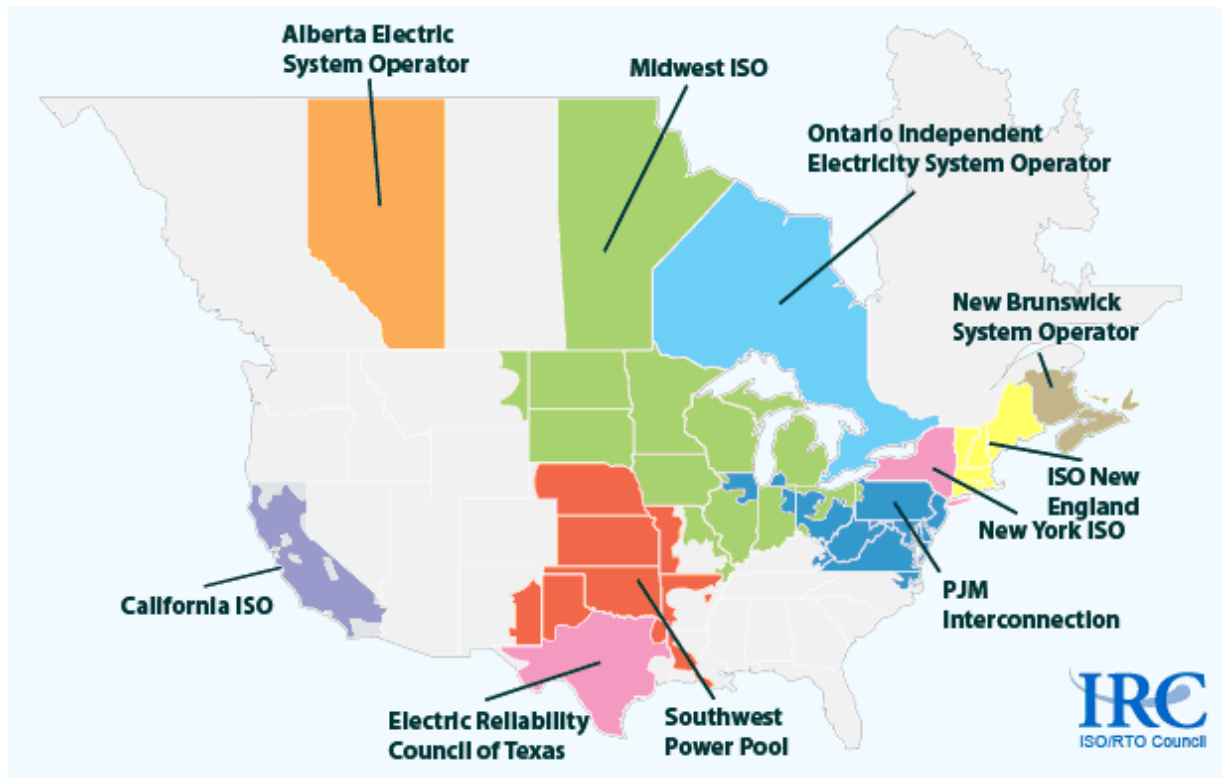 Alberta Electric
System Operator
Midwest ISO
Ontario Independent
Electricity System Operator
New Brunswick
System Operator
ISO New
England
New York ISO
PJM
Interconnection
California ISO
Electric Reliability
Council of Texas
Southwest
Power Pool
IRC
ISO/RTO Council